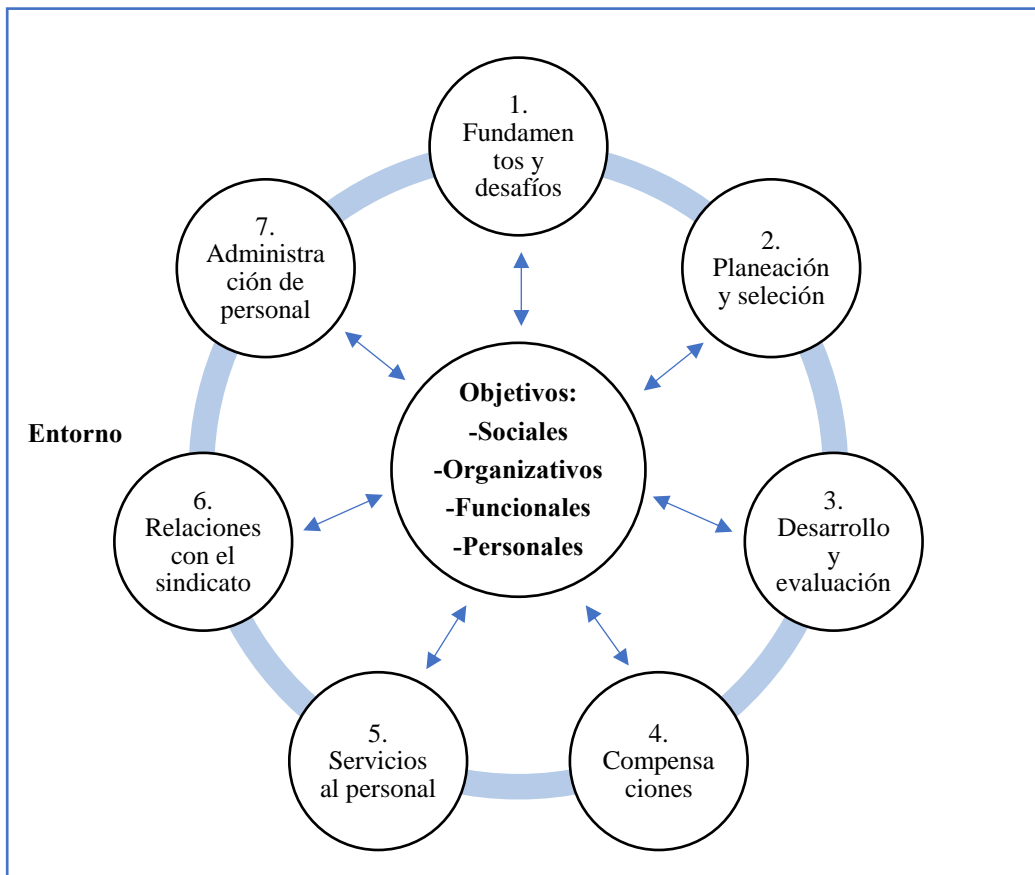 1.
Fundamen
tos y
desafíos
2.
Planeación
y seleción
3.
Desarrollo
y
evaluación
4.
Compensa
ciones
5.
Servicios
al personal
6.
Relaciones
con el
sindicato
7.
Administra
ción de
personal
Objetivos:
-Sociales
-Organizativos
-Funcionales
-Personales
Entorno